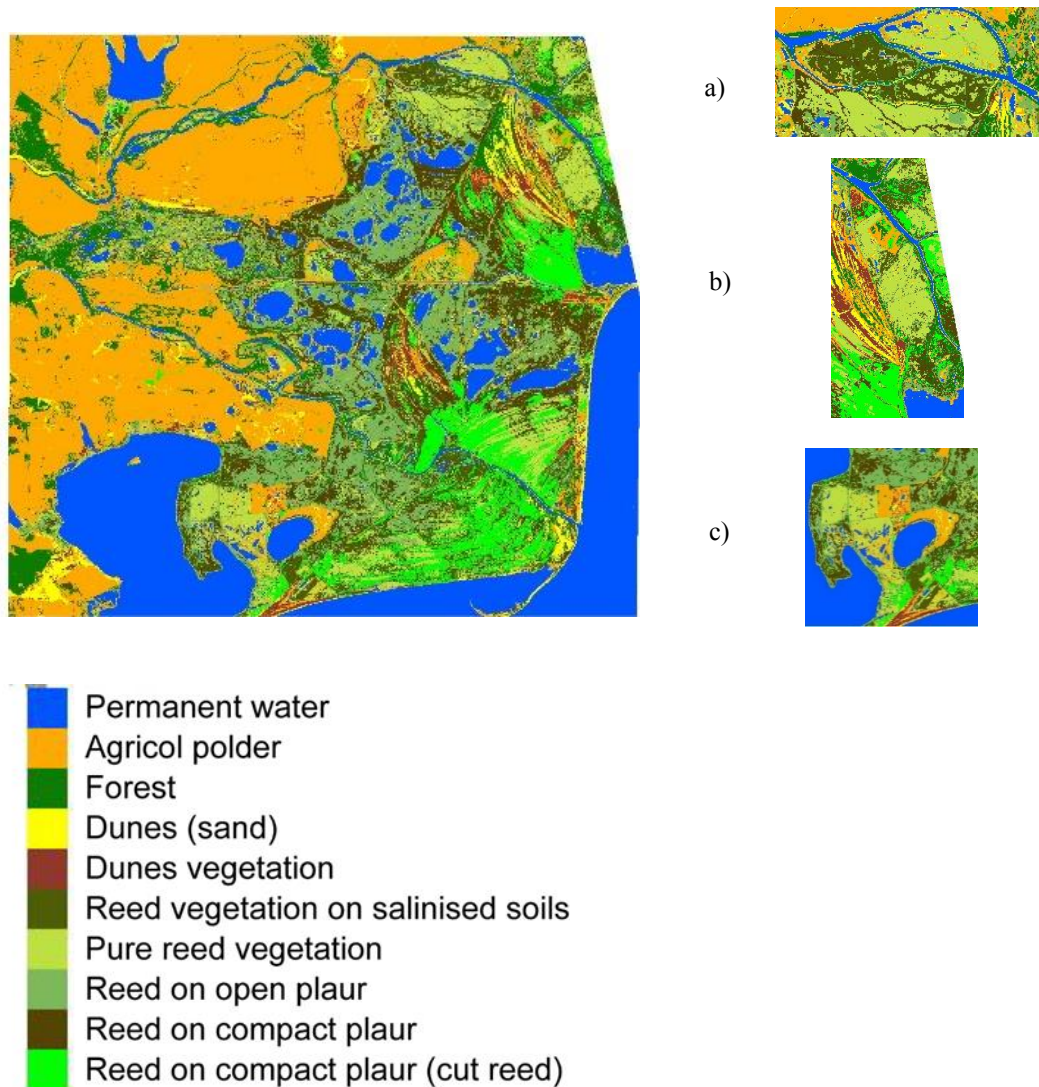 a)
b)
c)
Permanent water
Agricol polder
Forest
Dunes (sand)
Dunes vegetation
Reed vegetation on salinised soils
Pure reed vegetation
Reed on open plaur
Reed on compact plaur
Reed on compact plaur (cut reed)